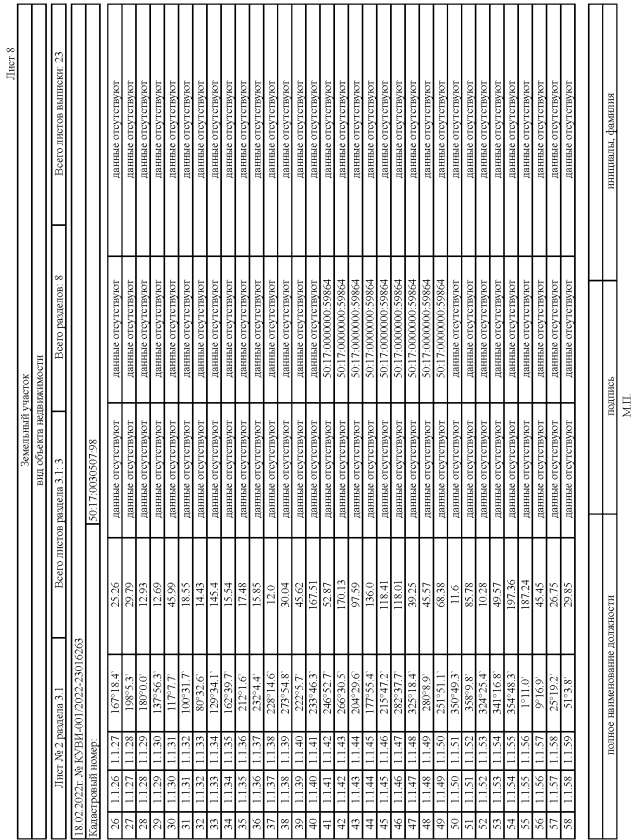 Лист 8
Земельный участок
вид объекта недвижимости
Лист № 2 раздела 3.1 Всего листов раздела 3.1: 3 Всего разделов: 8 Всего листов выписки: 23
18.02.2022г. № КУВИ-001/2022-23016263
Кадастровый номер: 50:17:0030507:98
26 1.1.26 1.1.27 167°18.4` 25.26 данные отсутствуют данные отсутствуют данные отсутствуют
27 1.1.27 1.1.28 198°5.3` 29.79 данные отсутствуют данные отсутствуют данные отсутствуют
28 1.1.28 1.1.29 180°0.0` 12.93 данные отсутствуют данные отсутствуют данные отсутствуют
29 1.1.29 1.1.30 137°56.3` 12.69 данные отсутствуют данные отсутствуют данные отсутствуют
30 1.1.30 1.1.31 117°7.7` 45.99 данные отсутствуют данные отсутствуют данные отсутствуют
31 1.1.31 1.1.32 100°31.7` 18.55 данные отсутствуют данные отсутствуют данные отсутствуют
32 1.1.32 1.1.33 80°32.6` 14.43 данные отсутствуют данные отсутствуют данные отсутствуют
33 1.1.33 1.1.34 129°34.1` 145.4 данные отсутствуют данные отсутствуют данные отсутствуют
34 1.1.34 1.1.35 162°39.7` 15.54 данные отсутствуют данные отсутствуют данные отсутствуют
35 1.1.35 1.1.36 212°1.6` 17.48 данные отсутствуют данные отсутствуют данные отсутствуют
36 1.1.36 1.1.37 232°4.4` 15.85 данные отсутствуют данные отсутствуют данные отсутствуют
37 1.1.37 1.1.38 228°14.6` 12.0 данные отсутствуют данные отсутствуют данные отсутствуют
38 1.1.38 1.1.39 273°54.8` 30.04 данные отсутствуют данные отсутствуют данные отсутствуют
39 1.1.39 1.1.40 222°5.7` 45.62 данные отсутствуют данные отсутствуют данные отсутствуют
40 1.1.40 1.1.41 233°46.3` 167.51 данные отсутствуют данные отсутствуют данные отсутствуют
41 1.1.41 1.1.42 246°52.7` 52.87 данные отсутствуют 50:17:0000000:59864 данные отсутствуют
42 1.1.42 1.1.43 266°30.5` 170.13 данные отсутствуют 50:17:0000000:59864 данные отсутствуют
43 1.1.43 1.1.44 204°29.6` 97.59 данные отсутствуют 50:17:0000000:59864 данные отсутствуют
44 1.1.44 1.1.45 177°55.4` 136.0 данные отсутствуют 50:17:0000000:59864 данные отсутствуют
45 1.1.45 1.1.46 215°47.2` 118.41 данные отсутствуют 50:17:0000000:59864 данные отсутствуют
46 1.1.46 1.1.47 282°37.7` 118.01 данные отсутствуют 50:17:0000000:59864 данные отсутствуют
47 1.1.47 1.1.48 325°18.4` 39.25 данные отсутствуют 50:17:0000000:59864 данные отсутствуют
48 1.1.48 1.1.49 280°8.9` 45.57 данные отсутствуют 50:17:0000000:59864 данные отсутствуют
49 1.1.49 1.1.50 251°51.1` 68.38 данные отсутствуют 50:17:0000000:59864 данные отсутствуют
50 1.1.50 1.1.51 350°49.3` 11.6 данные отсутствуют данные отсутствуют данные отсутствуют
51 1.1.51 1.1.52 358°9.8` 85.78 данные отсутствуют данные отсутствуют данные отсутствуют
52 1.1.52 1.1.53 324°25.4` 10.28 данные отсутствуют данные отсутствуют данные отсутствуют
53 1.1.53 1.1.54 341°16.8` 49.57 данные отсутствуют данные отсутствуют данные отсутствуют
54 1.1.54 1.1.55 354°48.3` 197.36 данные отсутствуют данные отсутствуют данные отсутствуют
55 1.1.55 1.1.56 1°11.0` 187.24 данные отсутствуют данные отсутствуют данные отсутствуют
56 1.1.56 1.1.57 9°16.9` 45.45 данные отсутствуют данные отсутствуют данные отсутствуют
57 1.1.57 1.1.58 25°19.2` 26.75 данные отсутствуют данные отсутствуют данные отсутствуют
58 1.1.58 1.1.59 51°3.8` 29.85 данные отсутствуют данные отсутствуют данные отсутствуют
полное наименование должности подпись инициалы, фамилия
М.П.